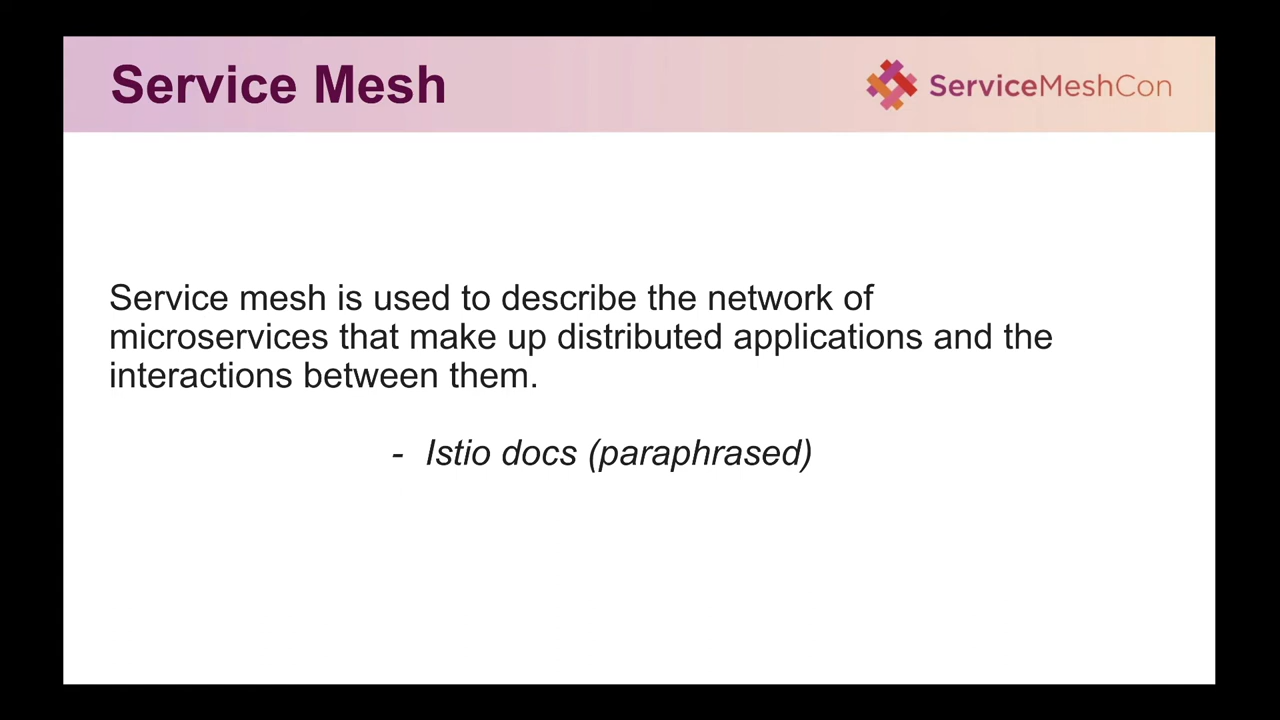 Service Mesh
ServiceMeshCon
Service mesh is used to describe the network of
microservices that make up distributed applications and the
interactions between them.
- Istio docs (paraphrased)